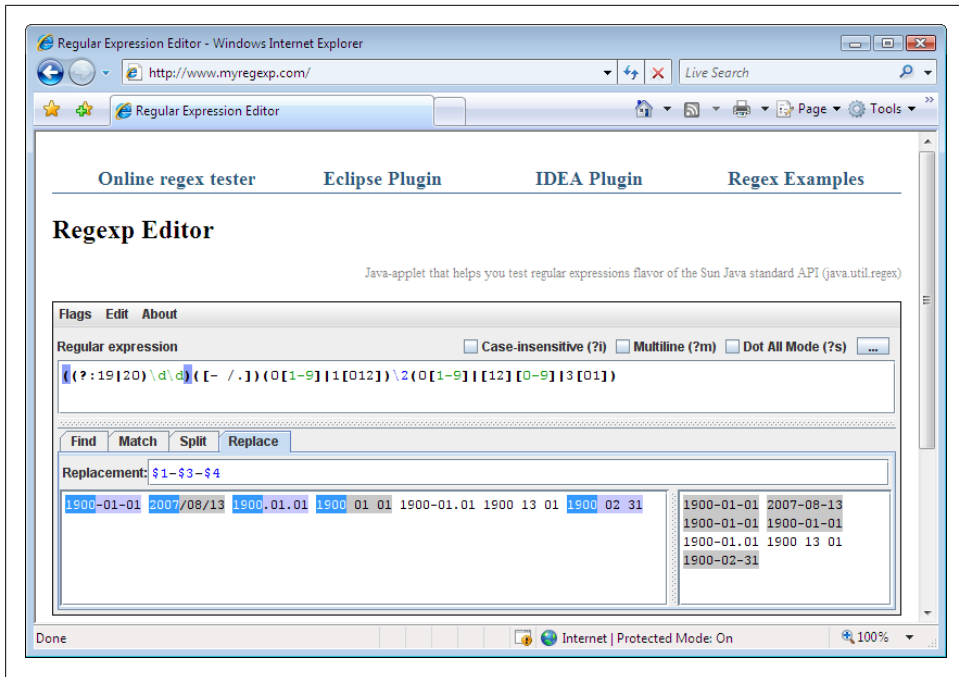 Regular Expression Editor - Windows Internet Explorer
http://www.myregexp.com/
Live Search
Regular Expression Editor
Page
Tools
Online regex tester Eclipse Plugin IDEA Plugin Regex Examples
Regexp Editor
Java-applet that helps you test regular expressions flavor of the Sun Java standard API (java.util.regex)
Flags Edit About
Regular expression
Case-insensitive (?i) Multiline (?m) Dot All Mode (?s) ...
((?:19|20)\d\d)([- /.])(0[1-9]|1[012])\2(0[1-9]|[12][0-9]|3[01])
Find Match Split Replace
Replacement: $1-$3-$4
1900-01-01 2007/08/13 1900.01.01 1900 01 01 1900-01.01 1900 13 01 1900 02 31
1900-01-01 2007-08-13
1900-01-01 1900-01-01
1900-01.01 1900 13 01
1900-02-31
Done
Internet | Protected Mode: On
100%